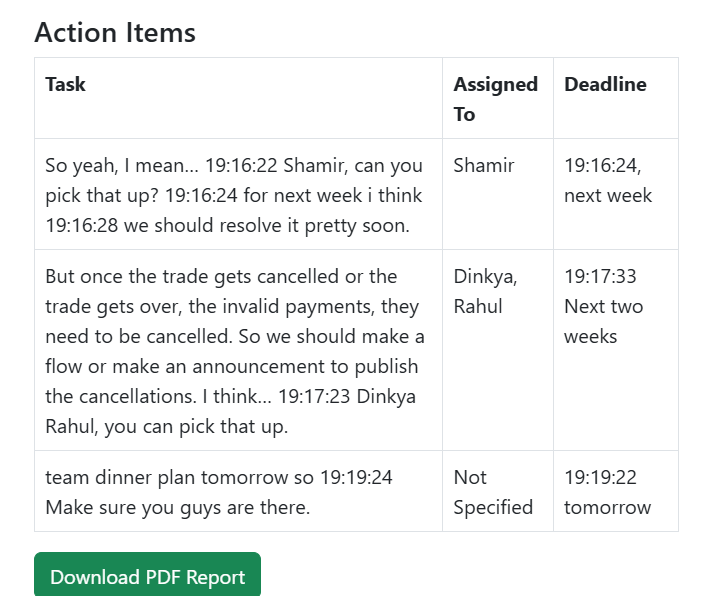 Action Items
Task
Assigned
To
Deadline
So yeah, I mean... 19:16:22 Shamir, can you
pick that up? 19:16:24 for next week i think
19:16:28 we should resolve it pretty soon.
Shamir
19:16:24,
next week
But once the trade gets cancelled or the
trade gets over, the invalid payments, they
need to be cancelled. So we should make a
flow or make an announcement to publish
the cancellations. I think... 19:17:23 Dinkya
Rahul, you can pick that up.
Dinkya,
Rahul
19:17:33
Next two
weeks
team dinner plan tomorrow so 19:19:24
Make sure you guys are there.
Not
Specified
19:19:22
tomorrow
Download PDF Report